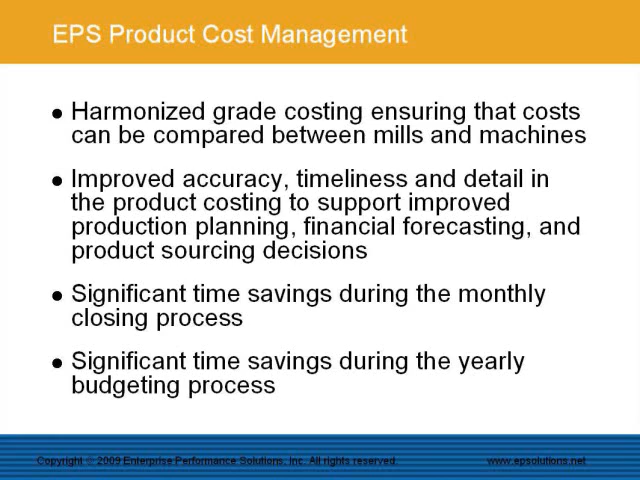 EPS Product Cost Management
● Harmonized grade costing ensuring that costs
can be compared between mills and machines
● Improved accuracy, timeliness and detail in
the product costing to support improved
production planning, financial forecasting, and
product sourcing decisions
● Significant time savings during the monthly
closing process
● Significant time savings during the yearly
budgeting process
Copyright © 2009 Enterprise Performance Solutions, Inc. All rights reserved. www.epsolutions.net